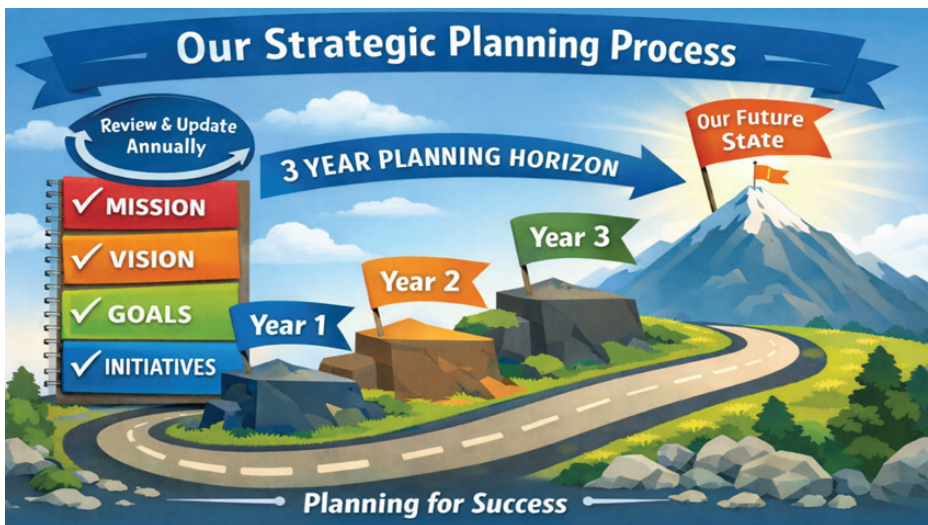 Our Strategic Planning Process
Review & Update
Annually
3 YEAR PLANNING HORIZON
Our Future
StAte
✓ MISSION
✓ VISION
✓ GOALS
✓ INITIATIVES
Year 1
Year 2
Year 3
1
Planning for Success